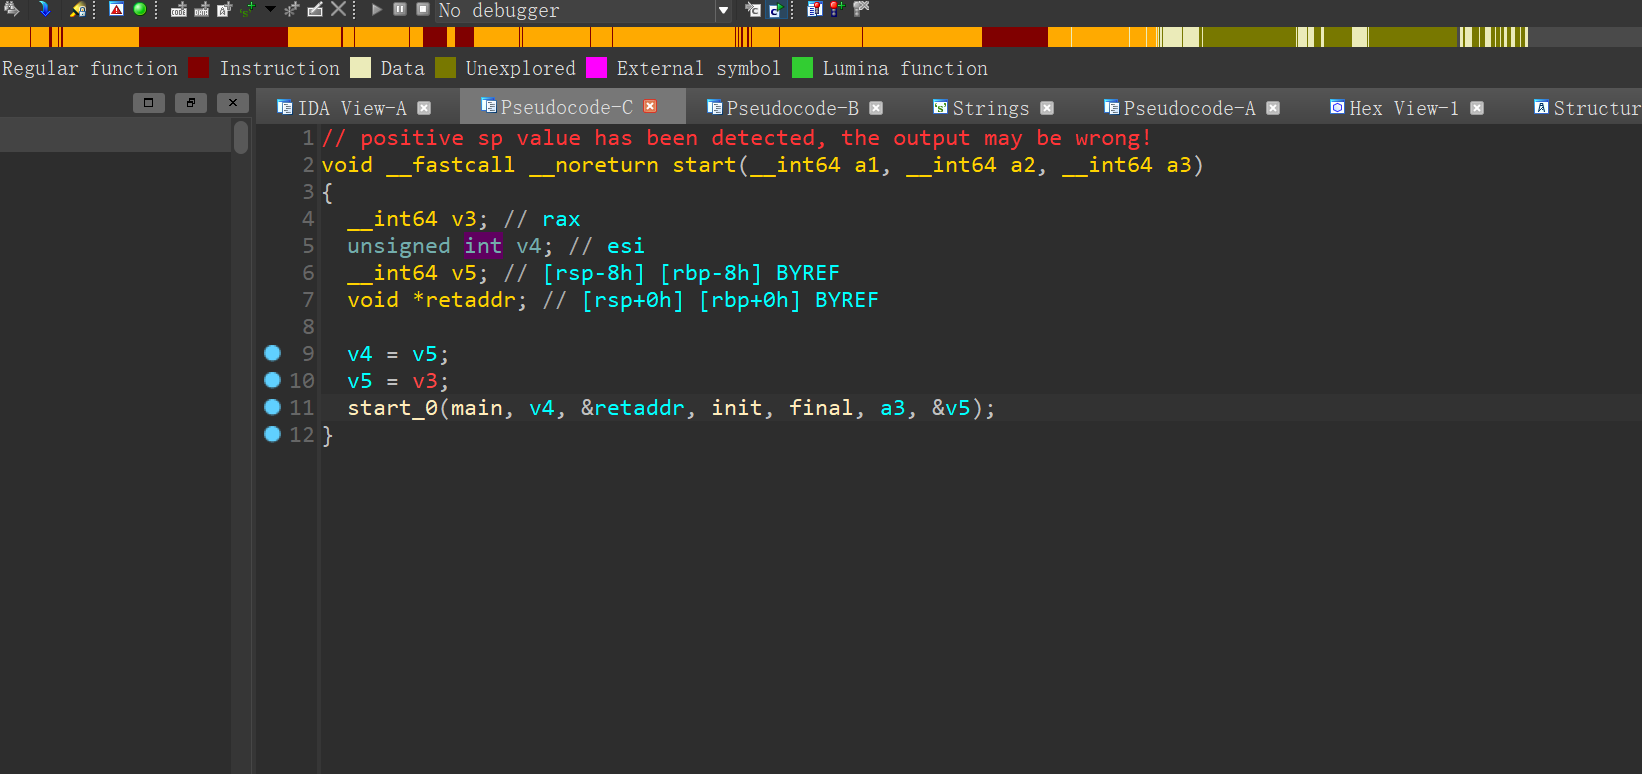 No debugger
Regular function Instruction Data Unexplored External symbol Lumina function
IDA View-A Pseudocode-C Pseudocode-B Strings Pseudocode-A Hex View-1 Structur
1 // positive sp value has been detected, the output may be wrong!
2 void __fastcall __noreturn start(__int64 a1, __int64 a2, __int64 a3)
3 {
4 __int64 v3; // rax
5 unsigned int v4; // esi
6 __int64 v5; // [rsp-8h] [rbp-8h] BYREF
7 void *retaddr; // [rsp+0h] [rbp+0h] BYREF
8
9 v4 = v5;
10 v5 = v3;
11 start_0(main, v4, &retaddr, init, final, a3, &v5);
12 }